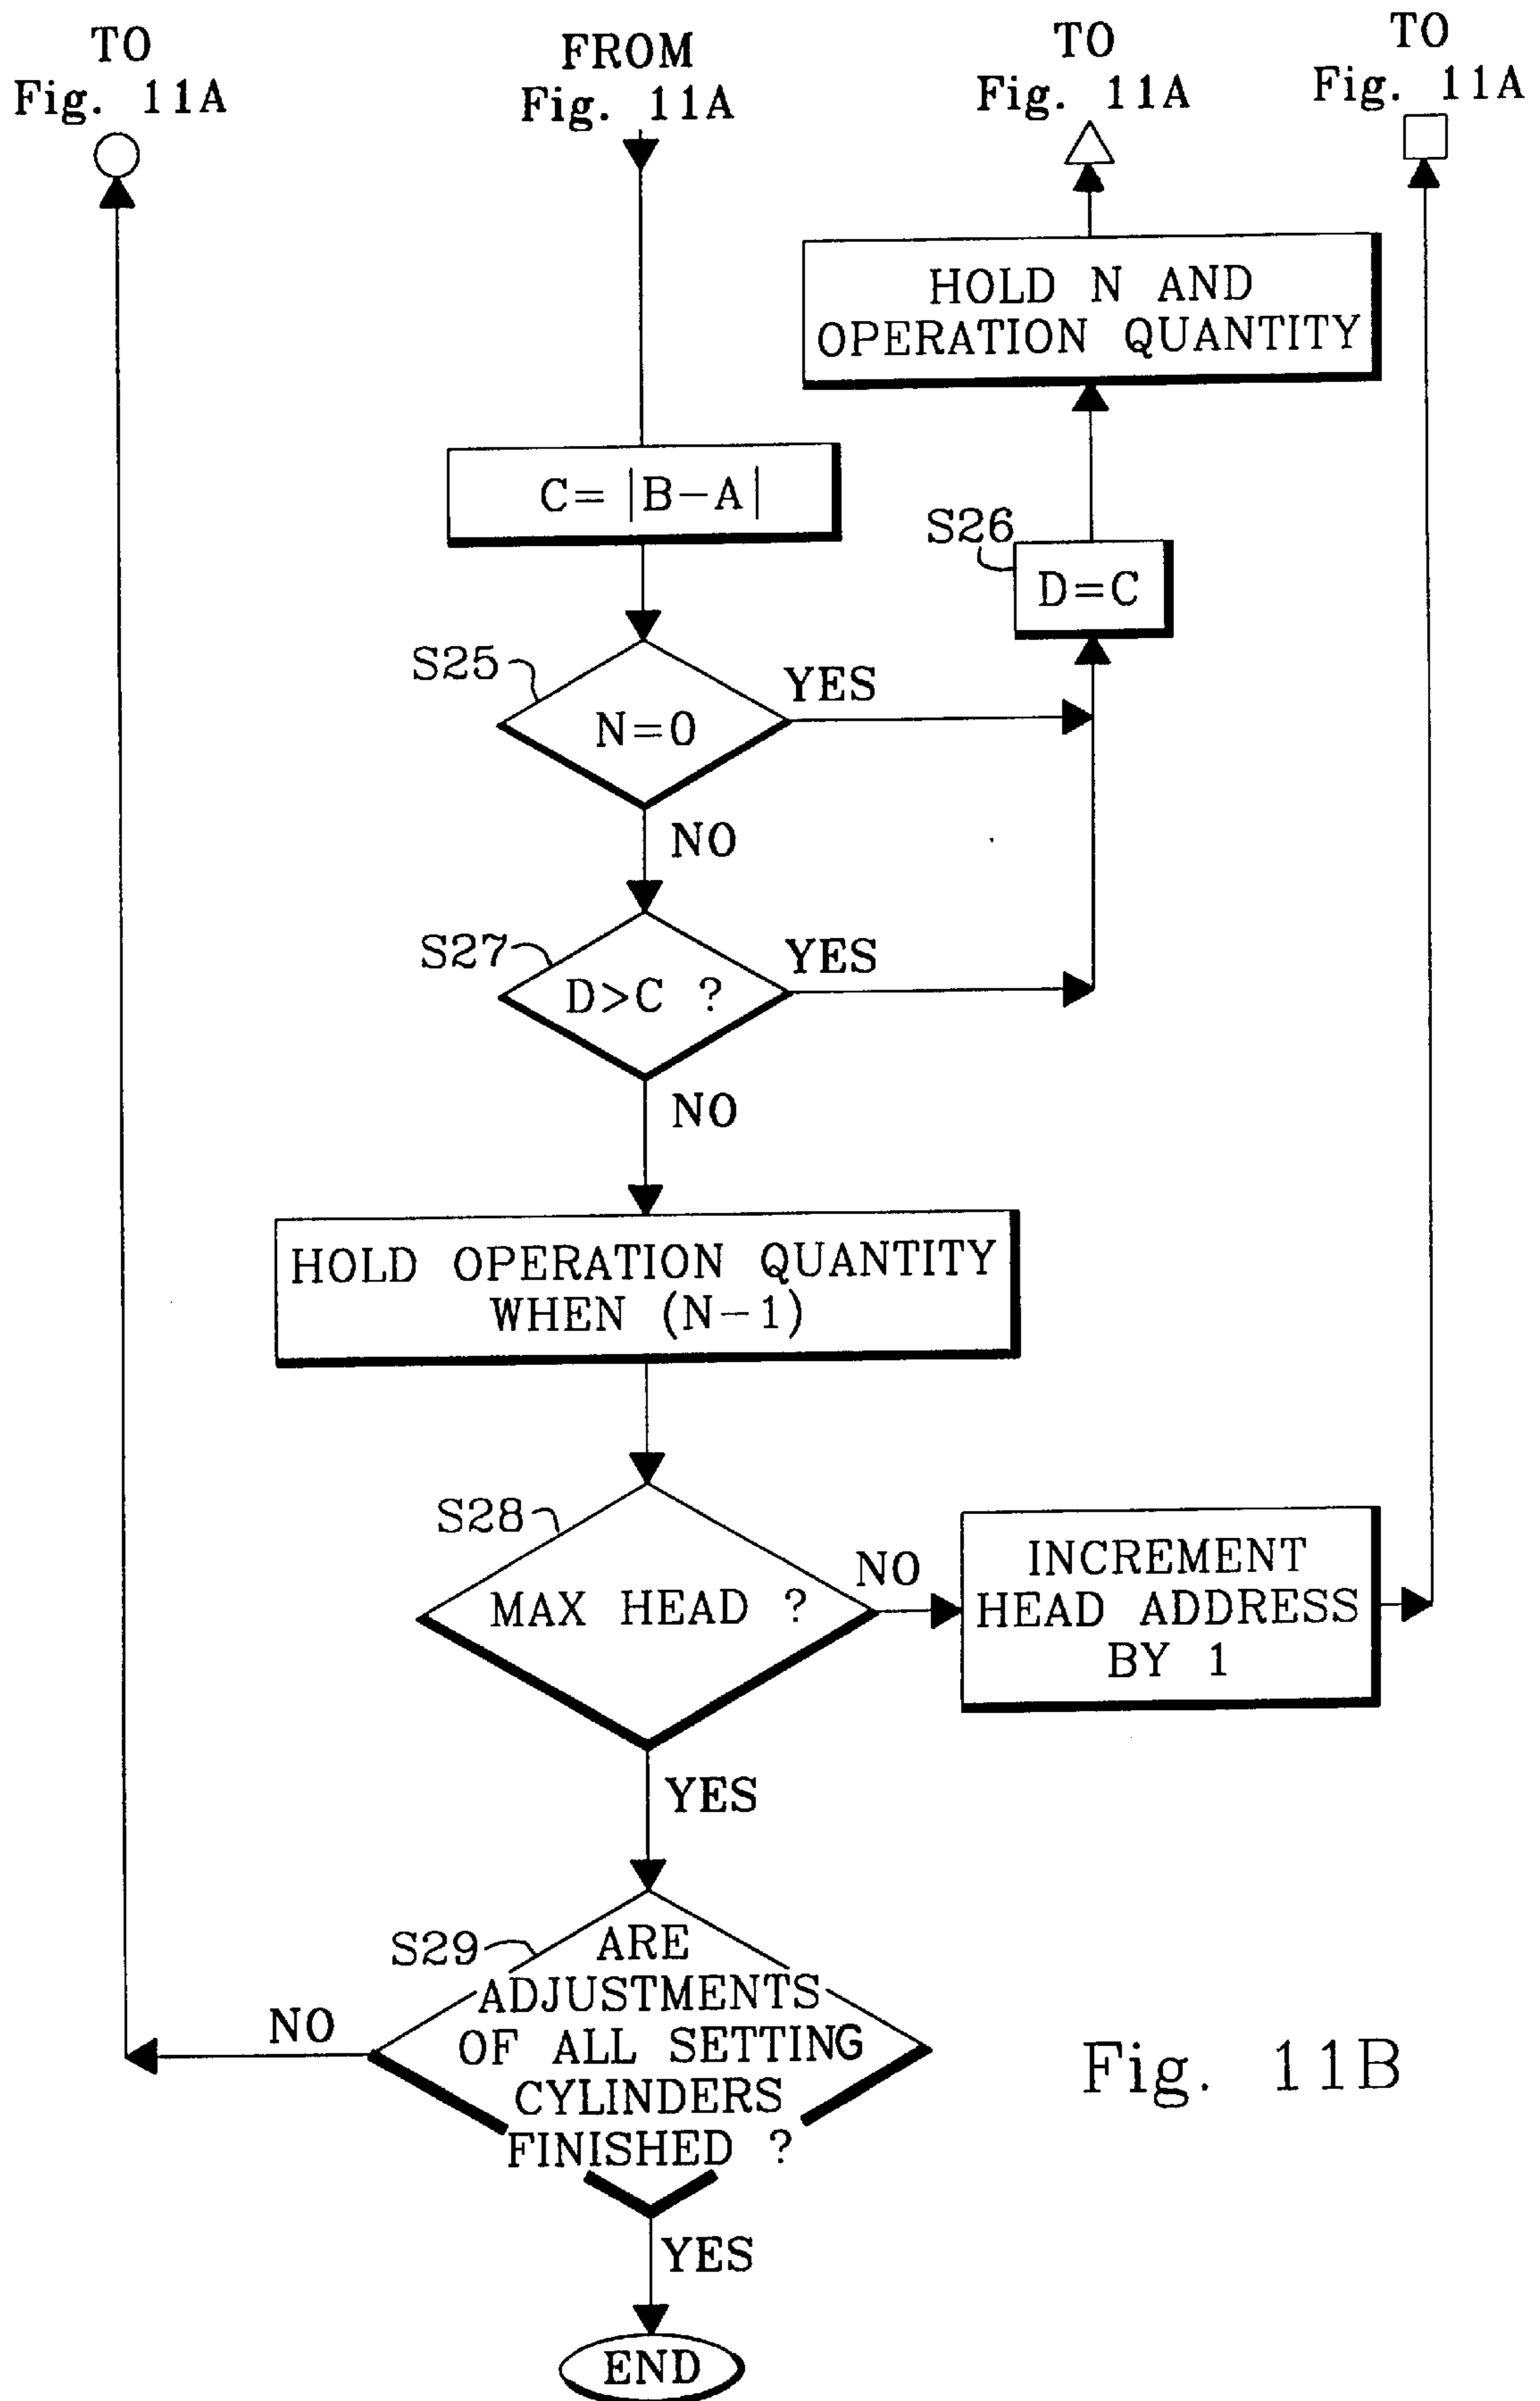 TO
Fig. 11A
FROM
Fig. 11A
TO
Fig. 11A
TO
Fig. 11A
HOLD N AND
OPERATION QUANTITY
C= |B-A|
S26
D=C
S25
N=0
YES
NO
S27
D>C ?
YES
NO
HOLD OPERATION QUANTITY
WHEN (N-1)
S28
MAX HEAD ?
NO
INCREMENT
HEAD ADDRESS
BY 1
YES
S29
ARE
ADJUSTMENTS
OF ALL SETTING
CYLINDERS
FINISHED ?
NO
YES
END
Fig. 11B